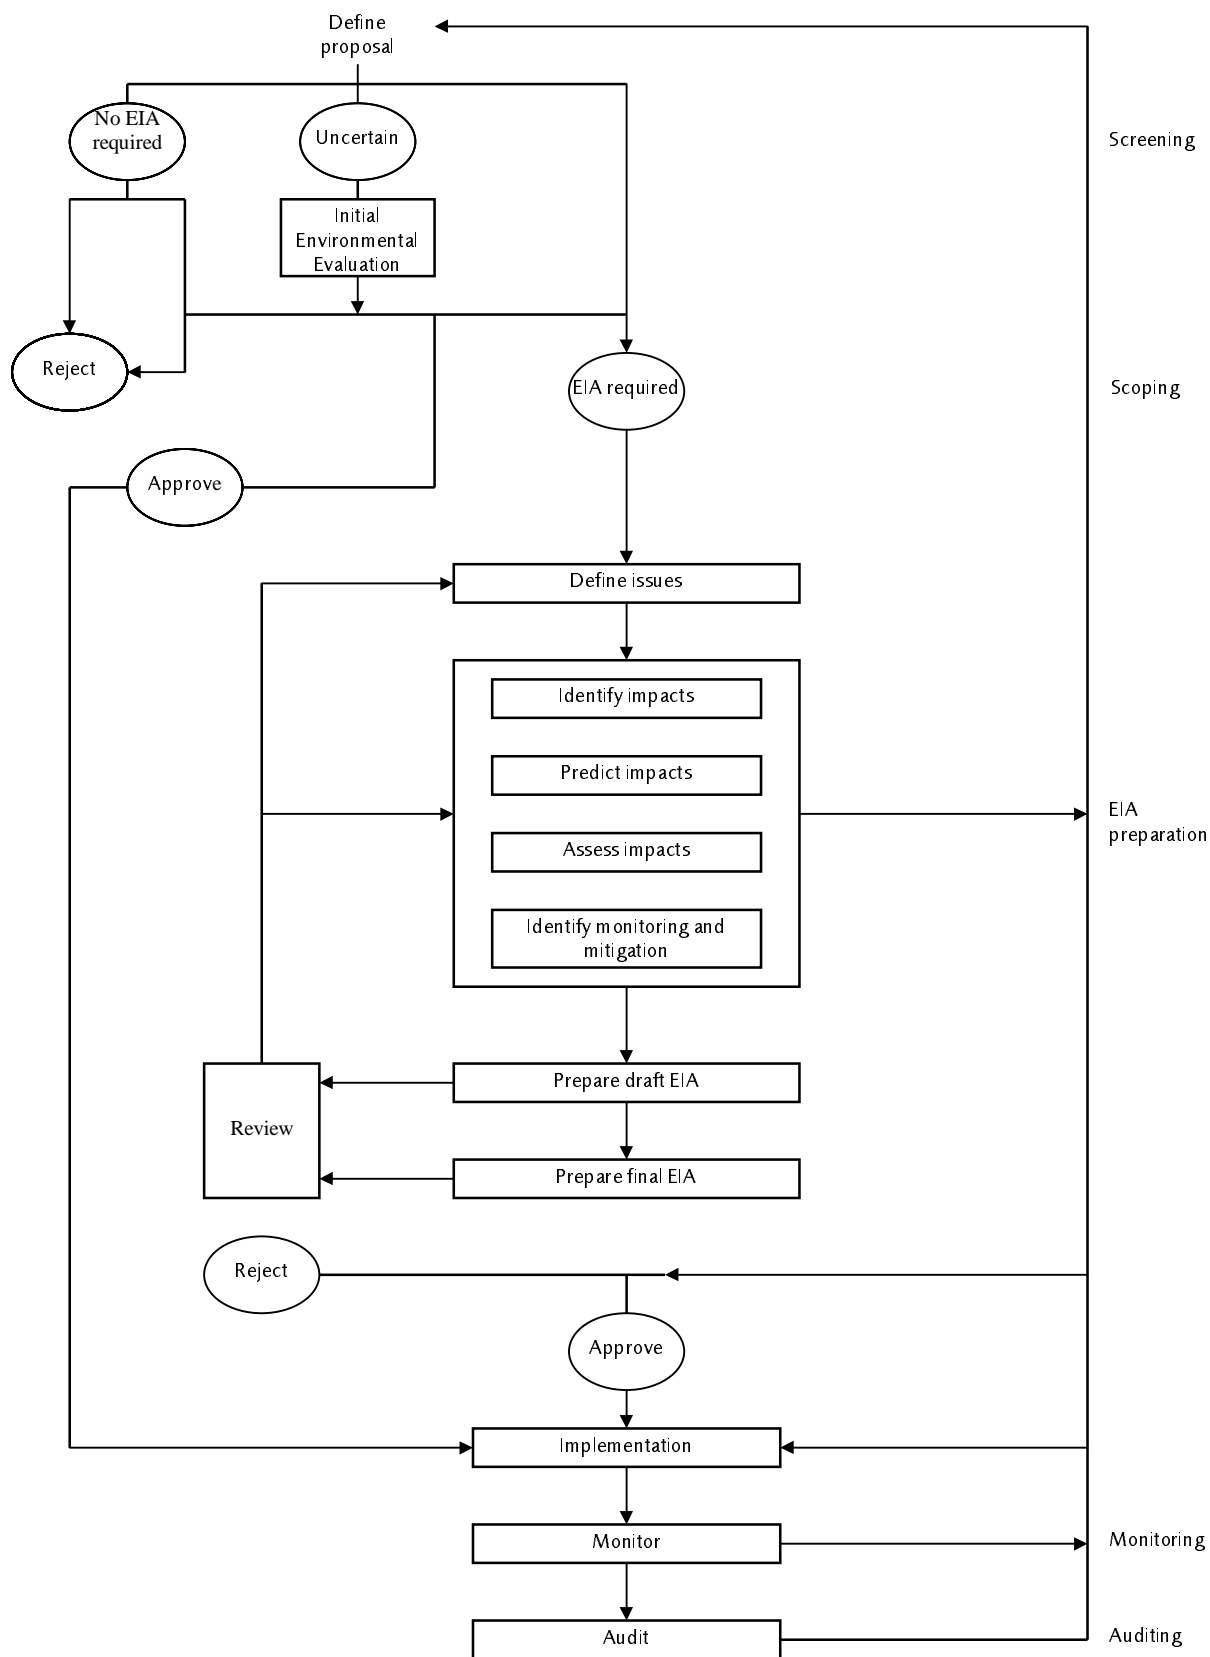 Define
proposal
No EIA
required
Uncertain
Screening
Initial
Environmental
Evaluation
Reject
EIA required
Scoping
Approve
Define issues
Identify impacts
Predict impacts
Assess impacts
Identify monitoring and
mitigation
EIA
preparation
Prepare draft EIA
Review
Prepare final EIA
Reject
Approve
Implementation
Monitor
Monitoring
Audit
Auditing